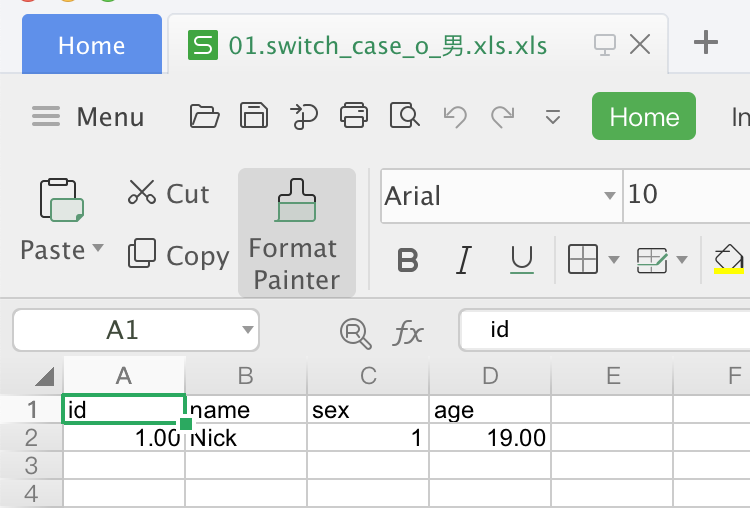 Home 01.switch_case_o_男.xls.xls
Menu Home
Cut
Arial 10
Paste Copy Format Painter
B I U
A1 fx id
A B C D E F
1 id name sex age
2 1.00 Nick 1 19.00
3
4